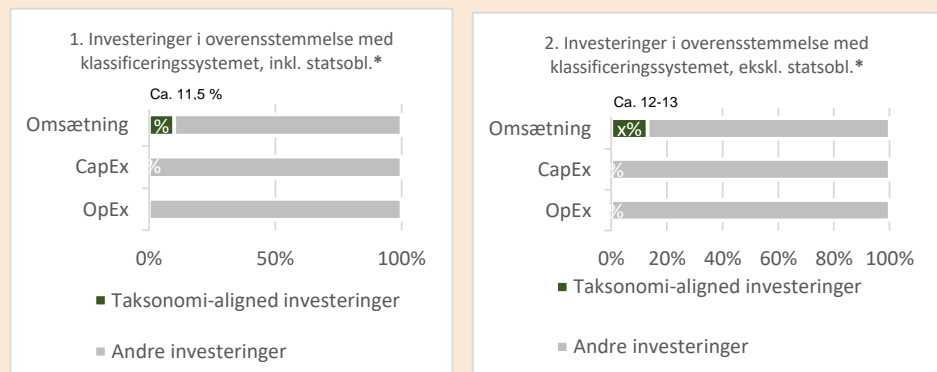 1. Investeringer i overensstemmelse med
klassificeringssystemet, inkl. statsobl.*
Ca. 11,5 %
Omsætning
%
CapEx
%
OpEx
0% 50% 100%
Taksonomi-aligned investeringer
Andre investeringer
2. Investeringer i overensstemmelse med
klassificeringssystemet, ekskl. statsobl.*
Ca. 12-13
Omsætning
x%
CapEx
%
OpEx
%
0% 20% 40% 60% 80% 100%
Taksonomi-aligned investeringer
Andre investeringer